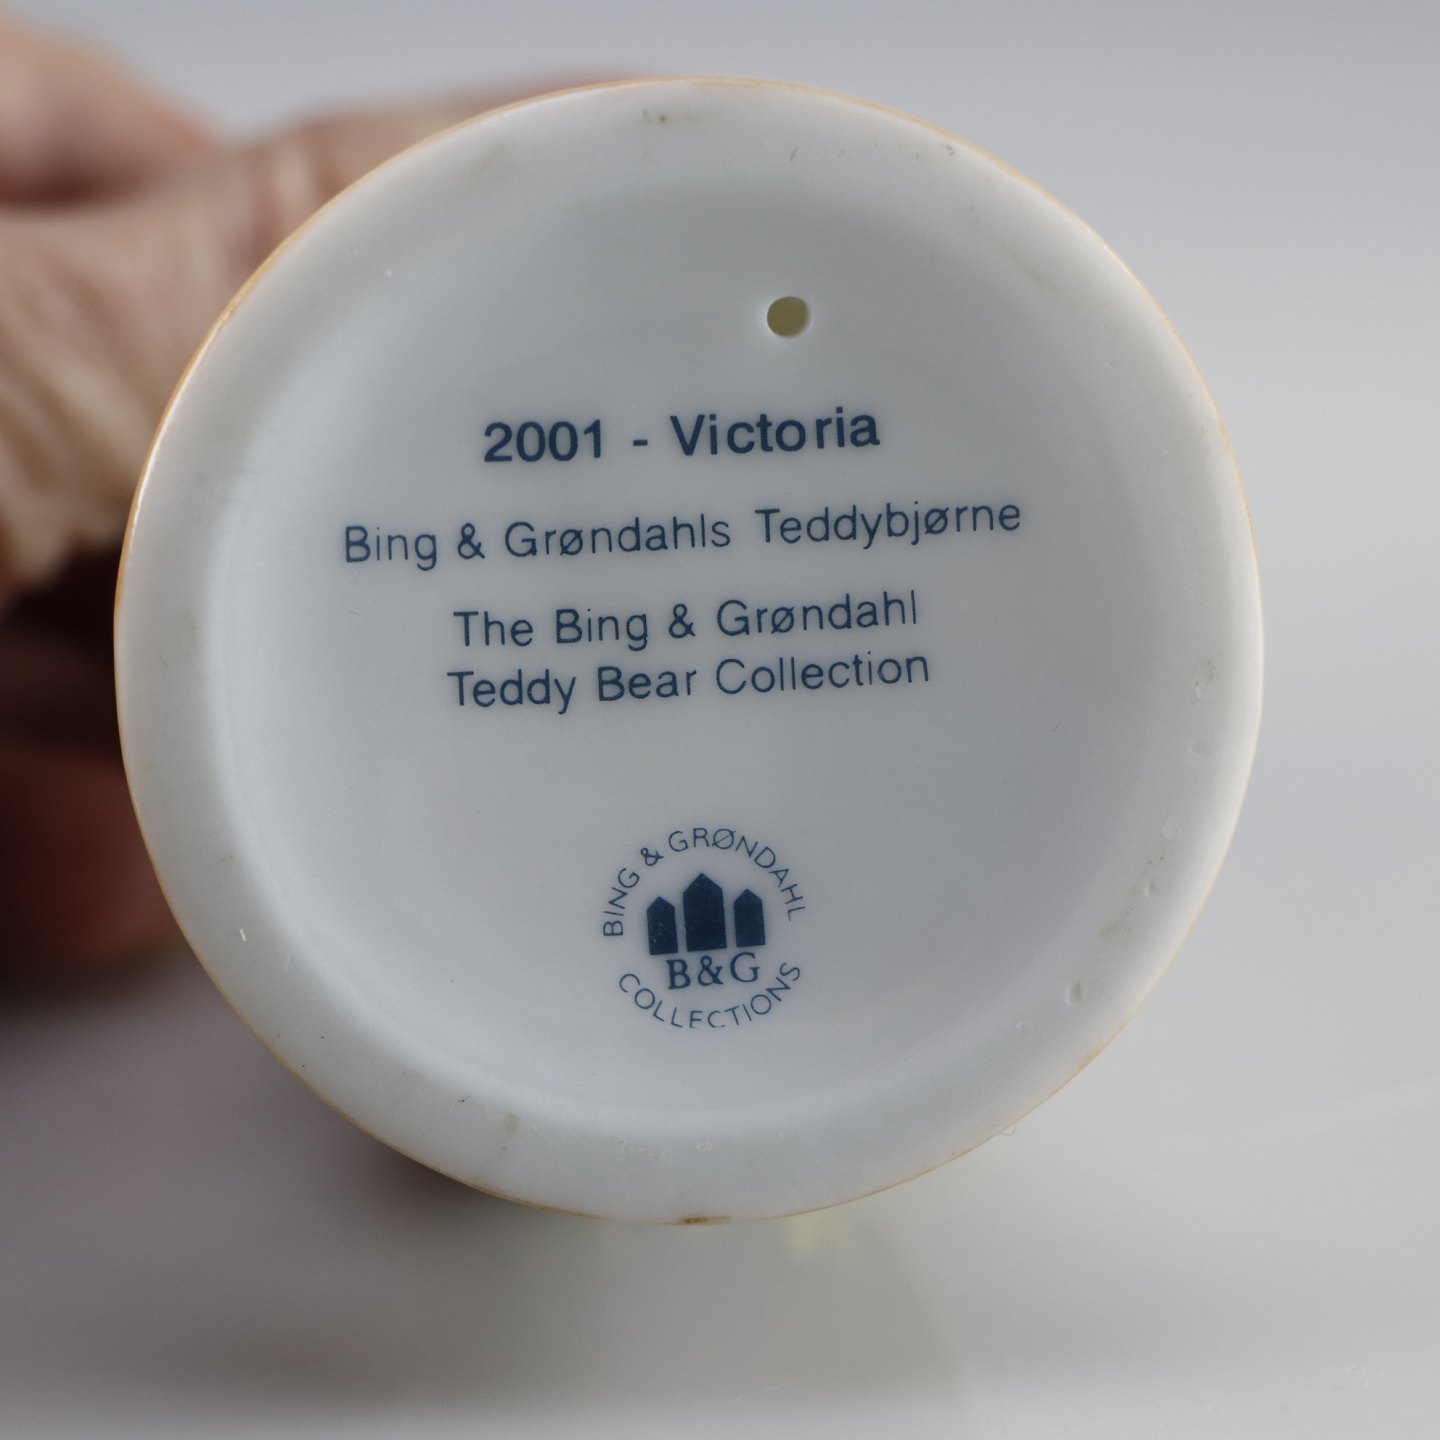 2001 - Victoria
Bing & Grøndahls Teddybjørne
The Bing & Grøndahl
Teddy Bear Collection
BING & GRØNDAHL
B&G
COLLECTIONS